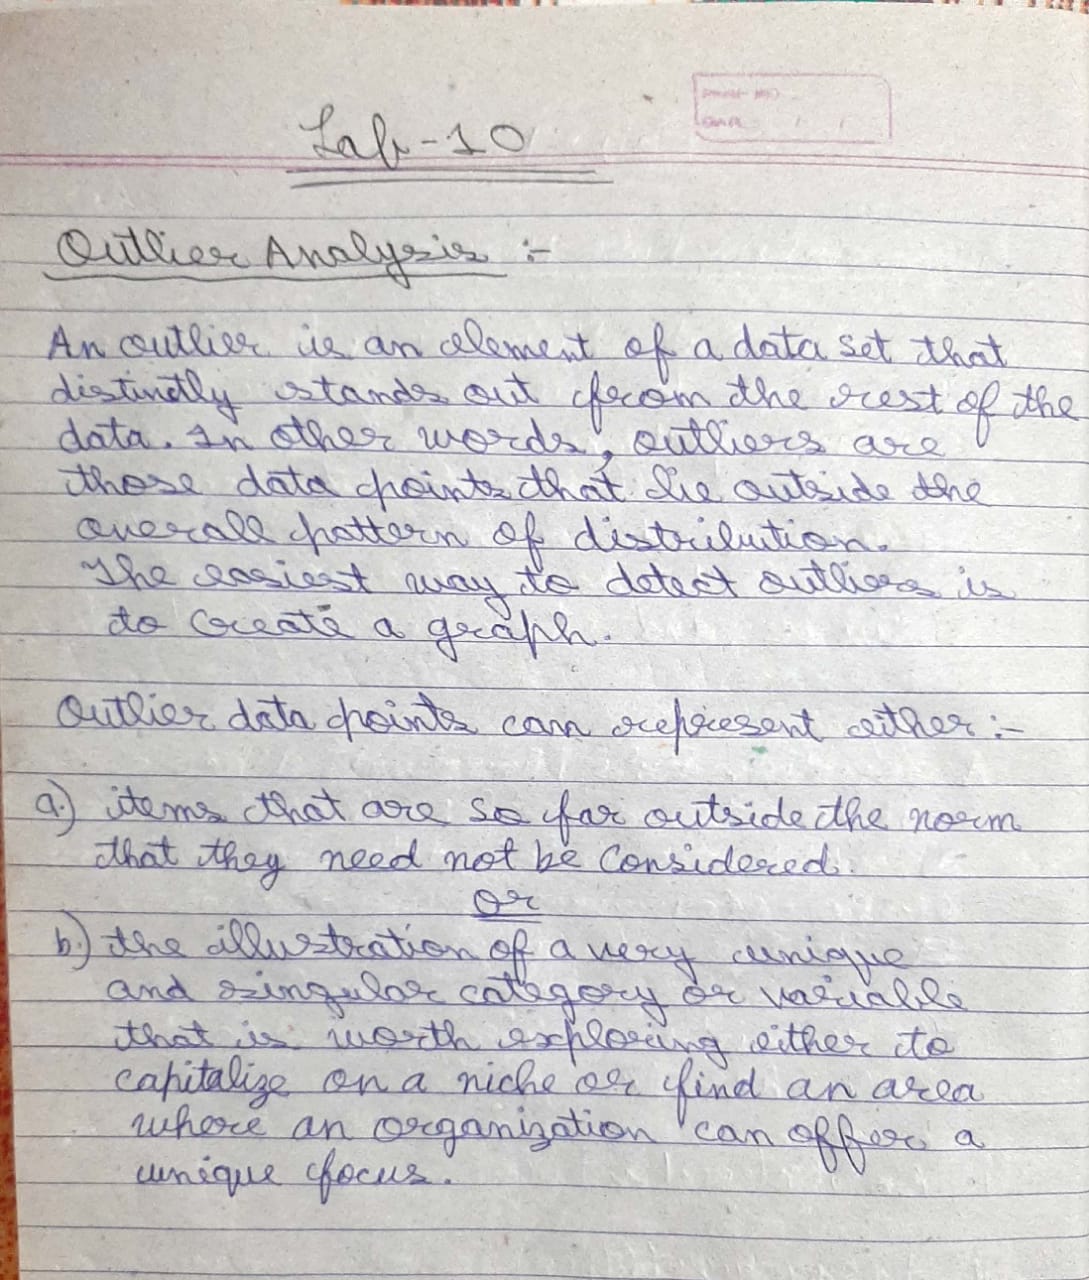 Lab-10
Outlier Analysis :-
An outlier is an element of a data set that
distinctly stands out from the rest of the
data. In other words, outliers are
those data points that lie outside the
overall pattern of distribution.
The easiest way to detect outliers is
to create a graph.
Outlier data points can represent either :-
a.) items that are so far outside the norm
that they need not be considered.
or
b.) the illustration of a very unique
and singular category or variable
that is worth exploring either to
capitalize on a niche or find an area
where an organization can offer a
unique focus.